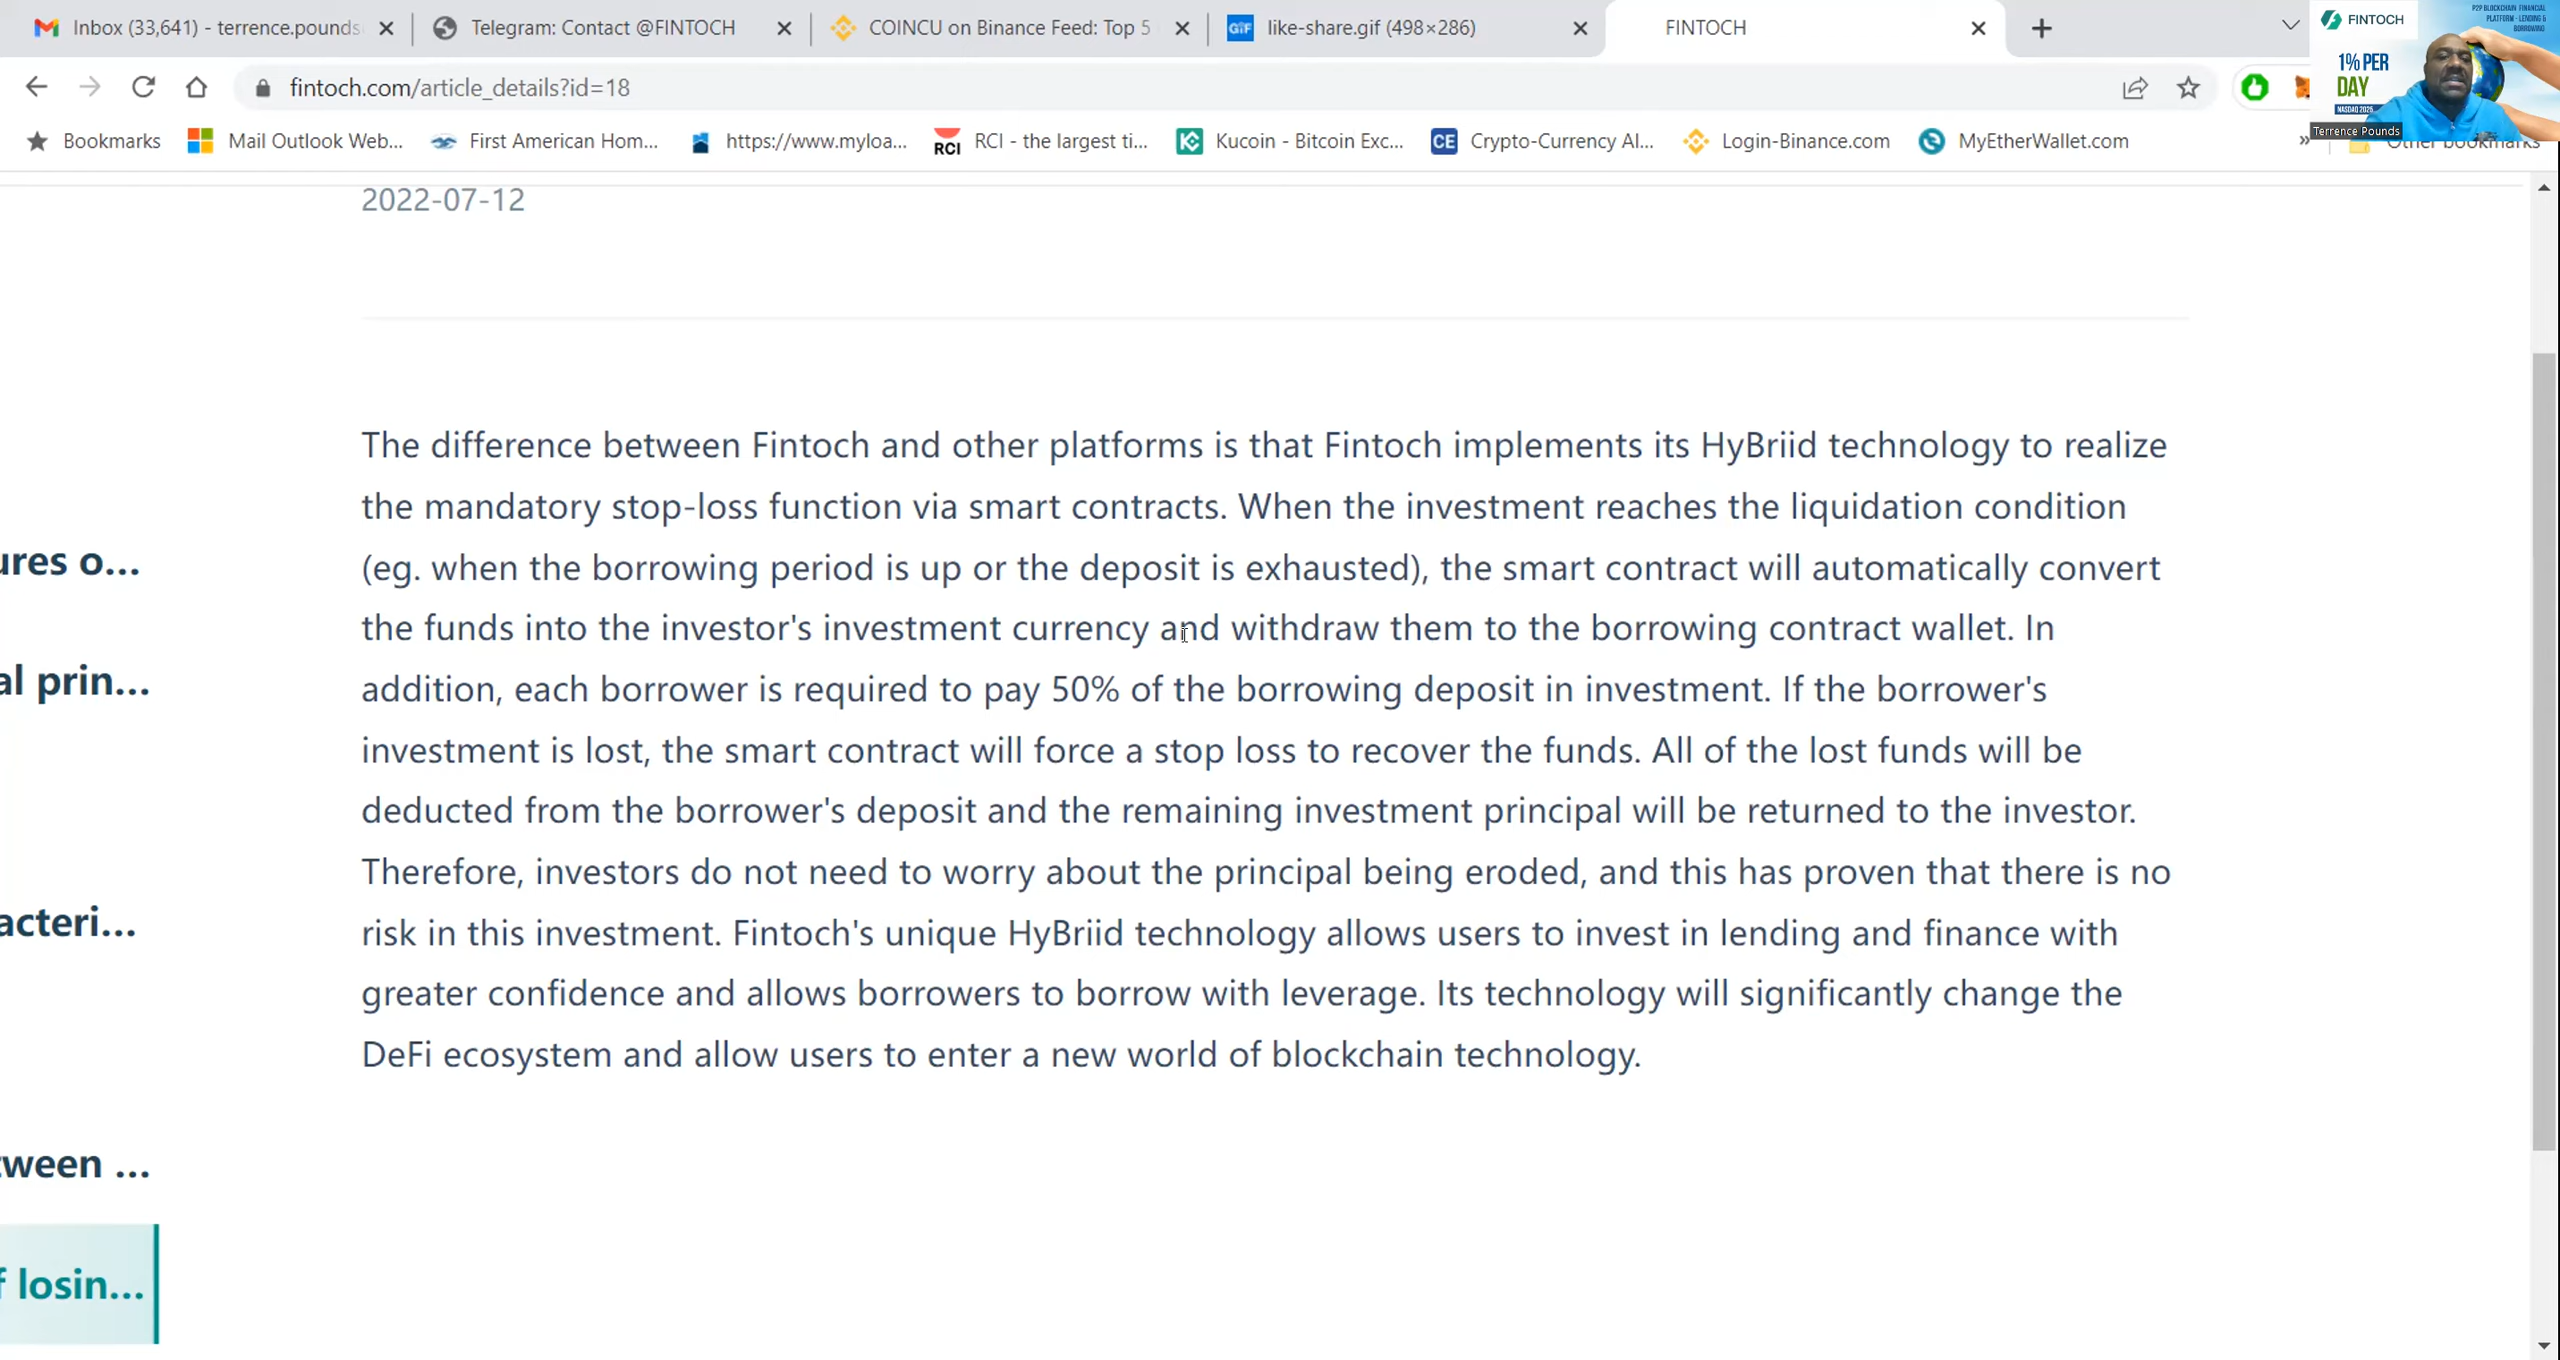 Inbox (33,641) - terrence.pounds
Telegram: Contact @FINTOCH
COINCU on Binance Feed: Top 5
GIF
like-share.gif (498×286)
FINTOCH
fintoch.com/article_details?id=18
Bookmarks
Mail Outlook Web...
First American Hom...
https://www.myloa...
RCI
RCI - the largest ti...
Kucoin - Bitcoin Exc...
CE
Crypto-Currency Al...
Login-Binance.com
MyEtherWallet.com
»
Other bookmarks
FINTOCH
P2P BLOCKCHAIN FINANCIAL
PLATFORM - LENDING &
BORROWING
1% PER
DAY
NASDAQ 2025
Terrence Pounds
2022-07-12
The difference between Fintoch and other platforms is that Fintoch implements its HyBriid technology to realize
the mandatory stop-loss function via smart contracts. When the investment reaches the liquidation condition
(eg. when the borrowing period is up or the deposit is exhausted), the smart contract will automatically convert
the funds into the investor's investment currency and withdraw them to the borrowing contract wallet. In
addition, each borrower is required to pay 50% of the borrowing deposit in investment. If the borrower's
investment is lost, the smart contract will force a stop loss to recover the funds. All of the lost funds will be
deducted from the borrower's deposit and the remaining investment principal will be returned to the investor.
Therefore, investors do not need to worry about the principal being eroded, and this has proven that there is no
risk in this investment. Fintoch's unique HyBriid technology allows users to invest in lending and finance with
greater confidence and allows borrowers to borrow with leverage. Its technology will significantly change the
DeFi ecosystem and allow users to enter a new world of blockchain technology.
ures o...
al prin...
acteri...
tween ...
f losin...